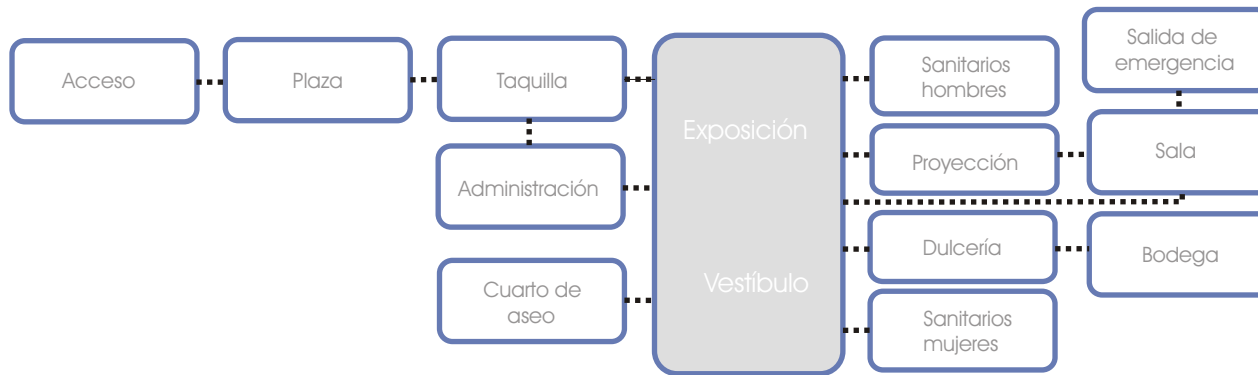 Acceso
Plaza
Taquilla
Administración
Cuarto de
aseo
Exposición
Vestíbulo
Sanitarios
hombres
Proyección
Dulcería
Sanitarios
mujeres
Salida de
emergencia
Sala
Bodega